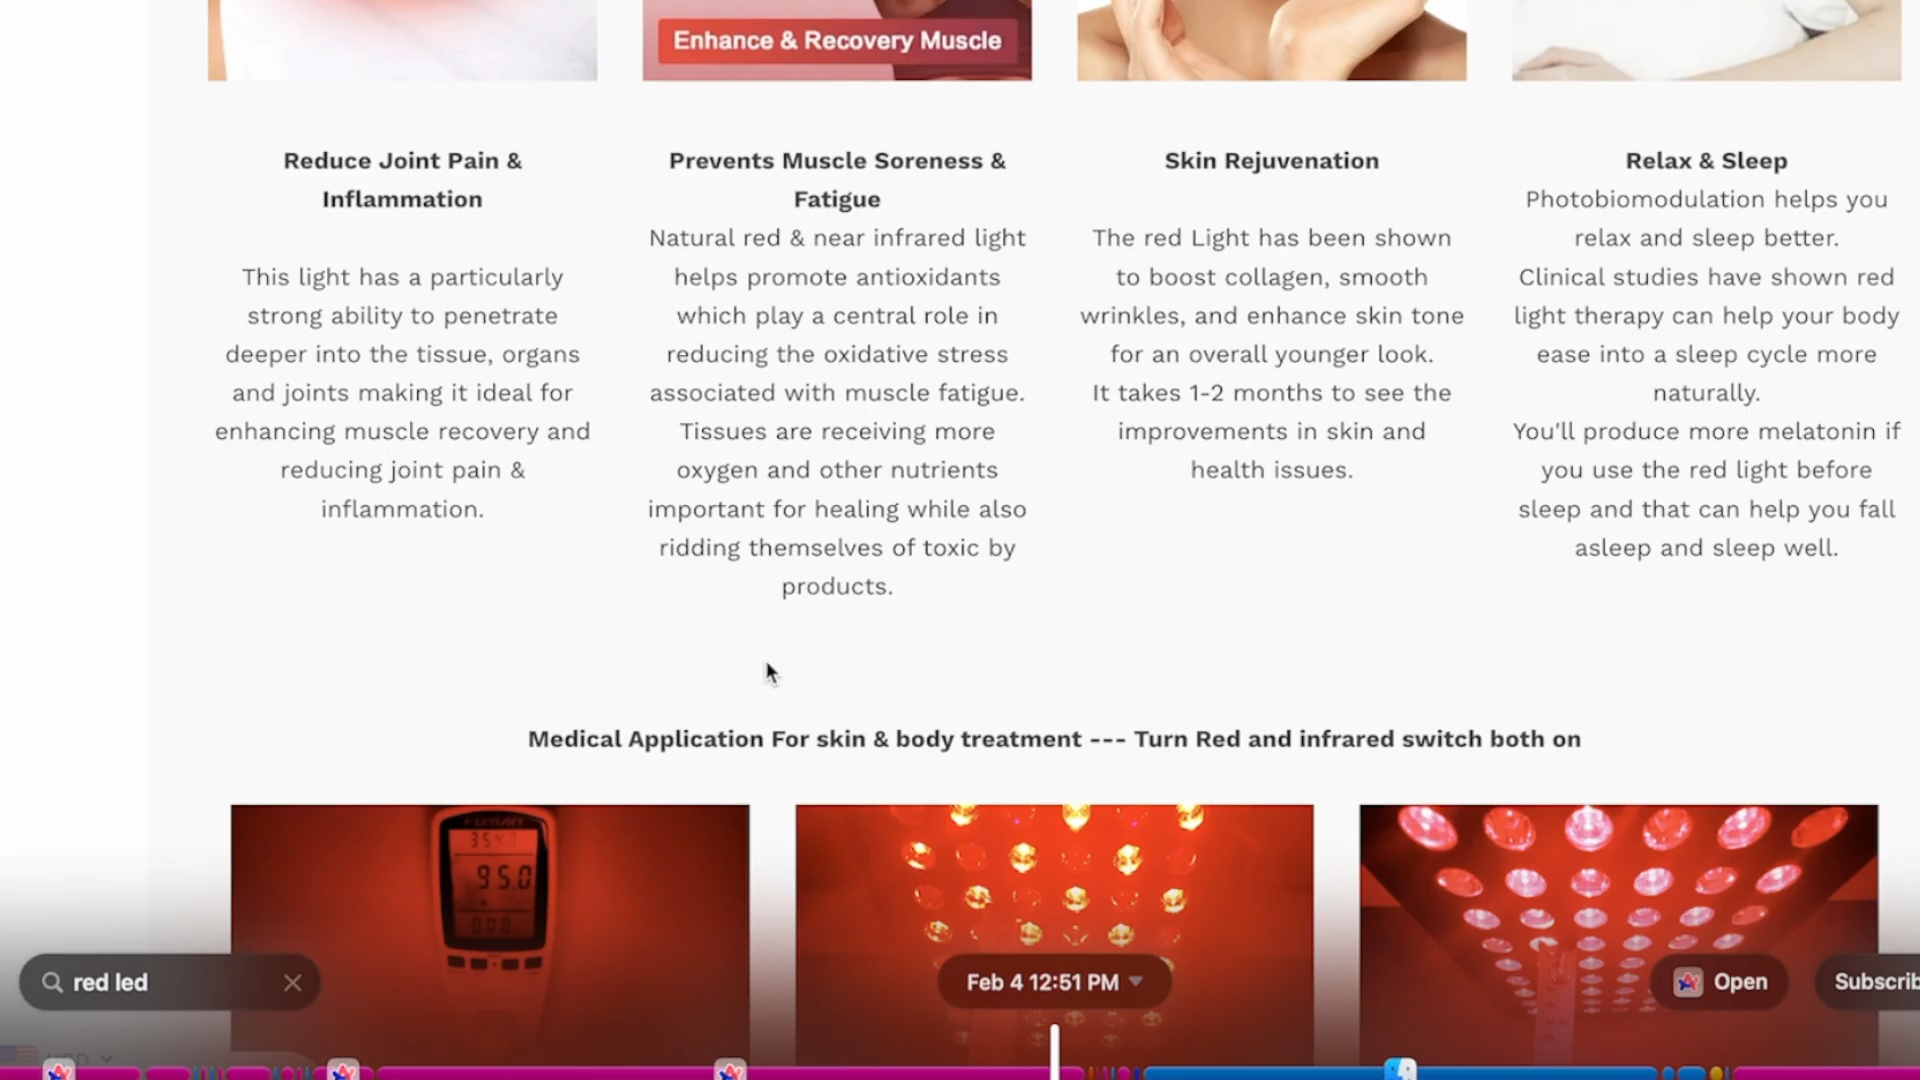 Enhance & Recovery Muscle
Reduce Joint Pain &
Inflammation
This light has a particularly
strong ability to penetrate
deeper into the tissue, organs
and joints making it ideal for
enhancing muscle recovery and
reducing joint pain &
inflammation.
Prevents Muscle Soreness &
Fatigue
Natural red & near infrared light
helps promote antioxidants
which play a central role in
reducing the oxidative stress
associated with muscle fatigue.
Tissues are receiving more
oxygen and other nutrients
important for healing while also
ridding themselves of toxic by
products.
Skin Rejuvenation
The red Light has been shown
to boost collagen, smooth
wrinkles, and enhance skin tone
for an overall younger look.
It takes 1-2 months to see the
improvements in skin and
health issues.
Relax & Sleep
Photobiomodulation helps you
relax and sleep better.
Clinical studies have shown red
light therapy can help your body
ease into a sleep cycle more
naturally.
You'll produce more melatonin if
you use the red light before
sleep and that can help you fall
asleep and sleep well.
Medical Application For skin & body treatment --- Turn Red and infrared switch both on
95.0
red led
Feb 4 12:51 PM
Open
Subscrib
USD